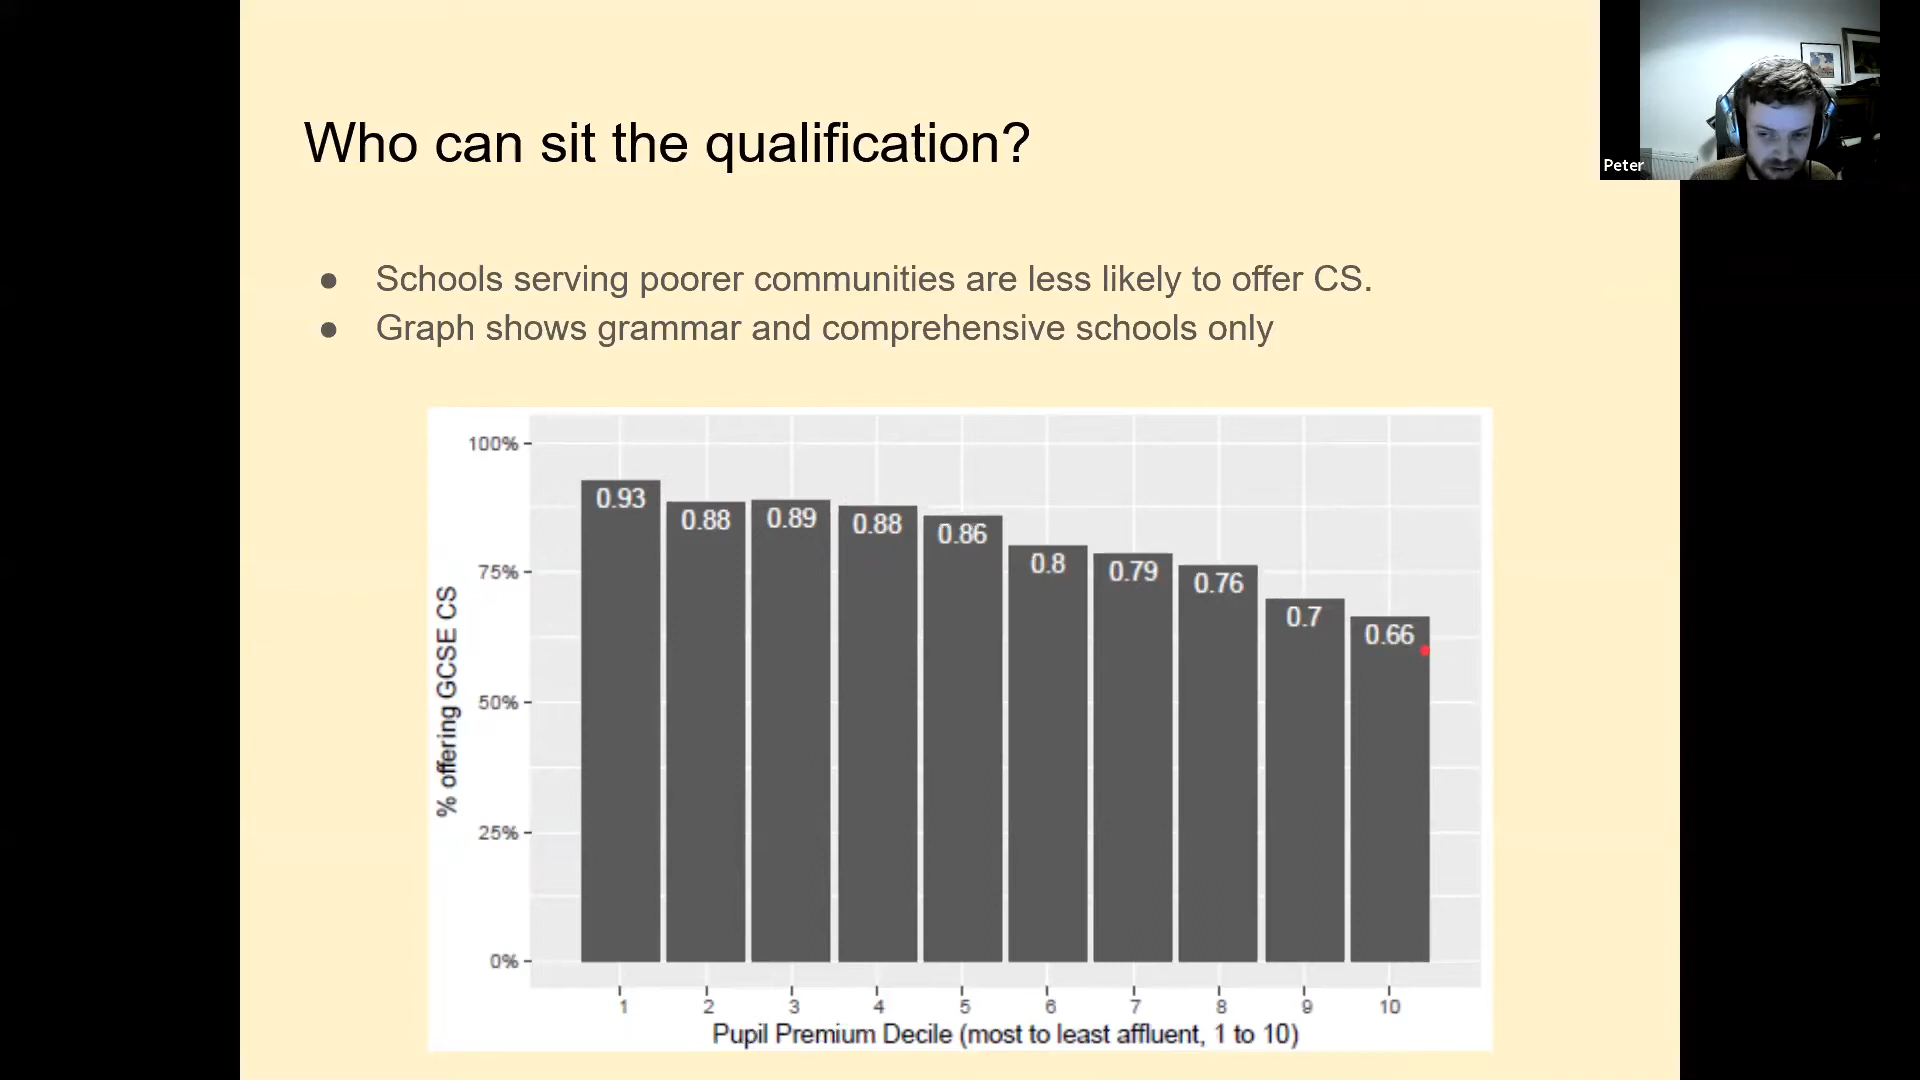 Who can sit the qualification?
Peter
● Schools serving poorer communities are less likely to offer CS.
● Graph shows grammar and comprehensive schools only
% offering GCSE CS
100%
75%
50%
25%
0%
0.93 0.88 0.89 0.88 0.86 0.8 0.79 0.76 0.7 0.66
1 2 3 4 5 6 7 8 9 10
Pupil Premium Decile (most to least affluent, 1 to 10)